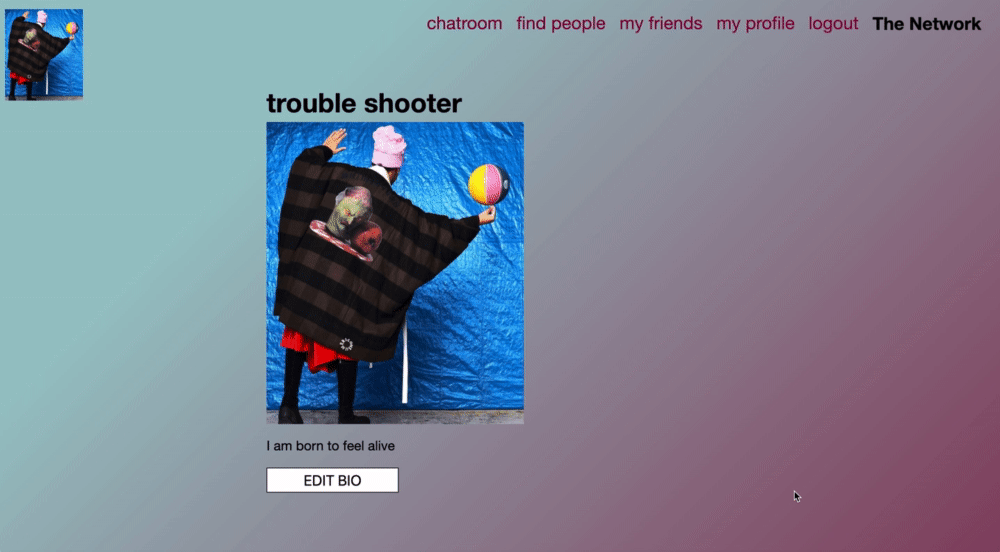 chatroom find people my friends my profile logout The Network
trouble shooter
I am born to feel alive
EDIT BIO